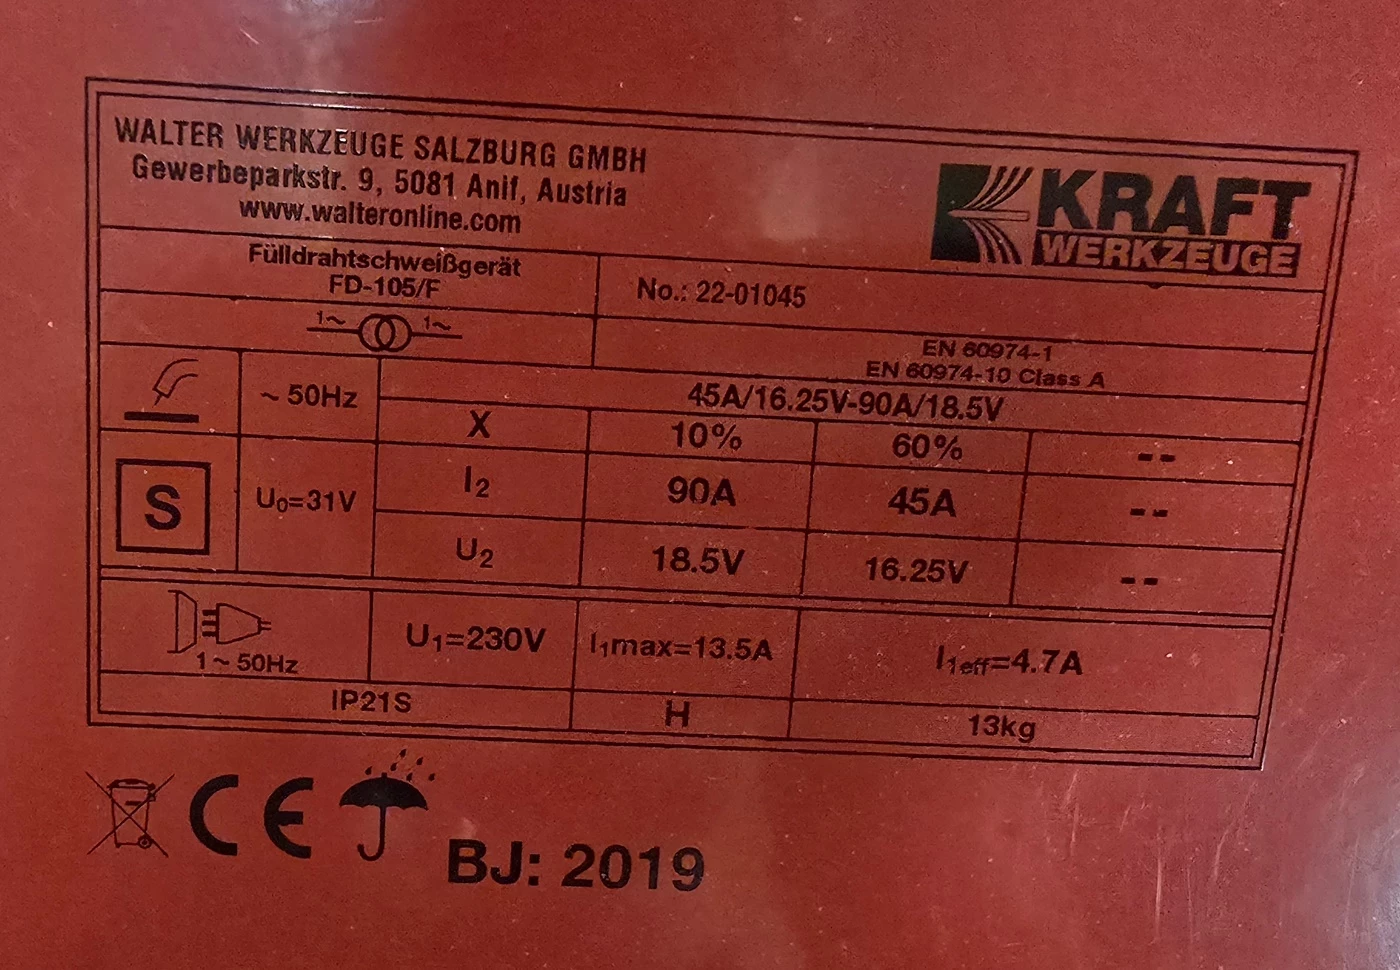 WALTER WERKZEUGE SALZBURG GMBH
Gewerbeparkstr. 9, 5081 Anif, Austria
www.walteronline.com
KRAFT
WERKZEUGE
Fülldrahtschweißgerät
FD-105/F
No.: 22-01045
1~ 1~
EN 60974-1
EN 60974-10 Class A
~ 50Hz
45A/16.25V-90A/18.5V
X 10% 60% --
S
U₀=31V
I₂ 90A 45A --
U₂ 18.5V 16.25V --
1~ 50Hz
U₁=230V
I₁max=13.5A
I₁eff=4.7A
IP21S
H
13kg
CE
BJ: 2019